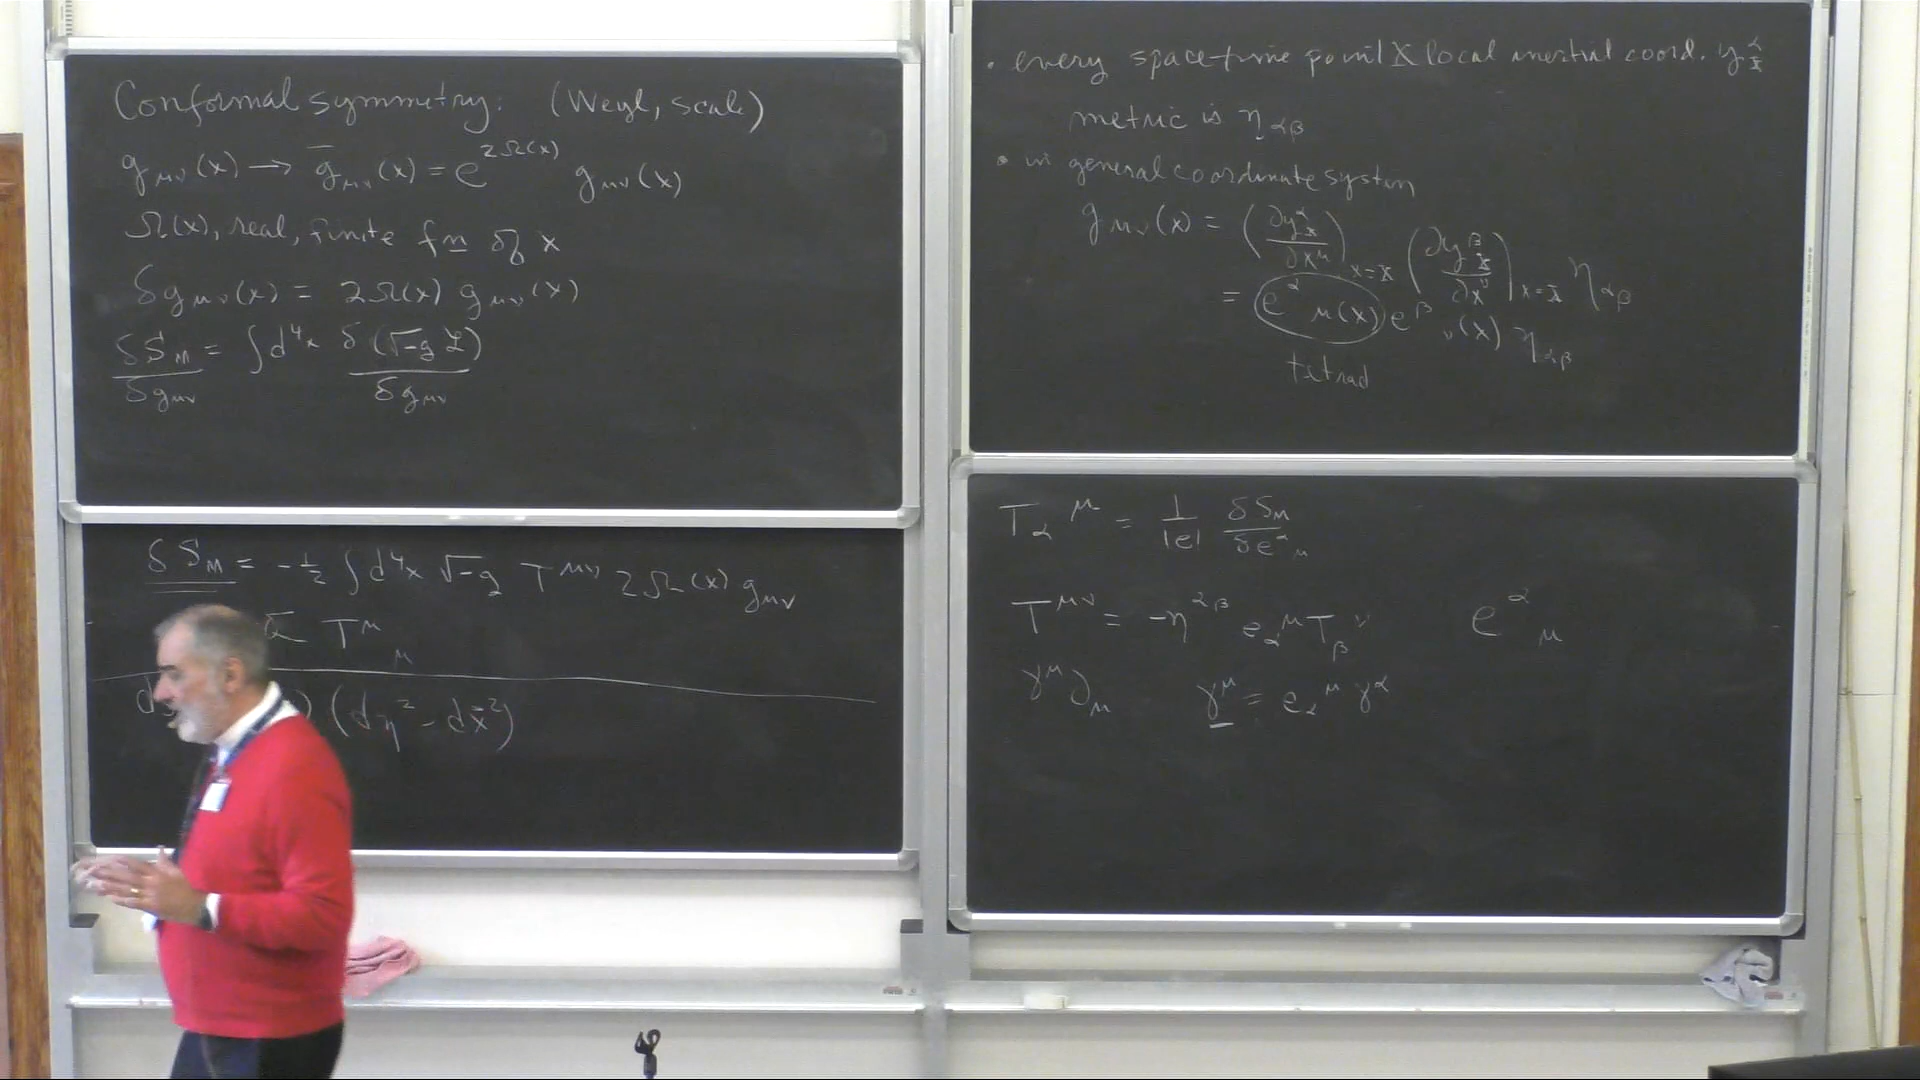 Conformal symmetry: (Weyl, scale)
g_μν(x) → g̅_μν(x) = e^{2Ω(x)} g_μν(x)
Ω(x), real, finite fn of x
δg_μν(x) = 2Ω(x) g_μν(x)
δS_M / δg_μν = ∫d⁴x δ(√-g ℒ) / δg_μν
δS_M = -½ ∫d⁴x √-g T^μν 2Ω(x) g_μν
T^μ_μ
(dη² - dx⃗²)
• every space-time point X local inertial coord. y^α_X
metric is η_αβ
• in general coordinate system
g_μν(x) = (∂y^α_X / ∂x^μ)_{x=X} (∂y^β_X / ∂x^ν)_{x=X} η_αβ
= e^α_μ(x) e^β_ν(x) η_αβ
tetrad
T_α^μ = 1/|e| δS_M / δe^α_μ
T^μν = -η^αβ e_α^μ T_β^ν e^α_μ
γ^μ ∂_μ γ^μ = e_α^μ γ^α